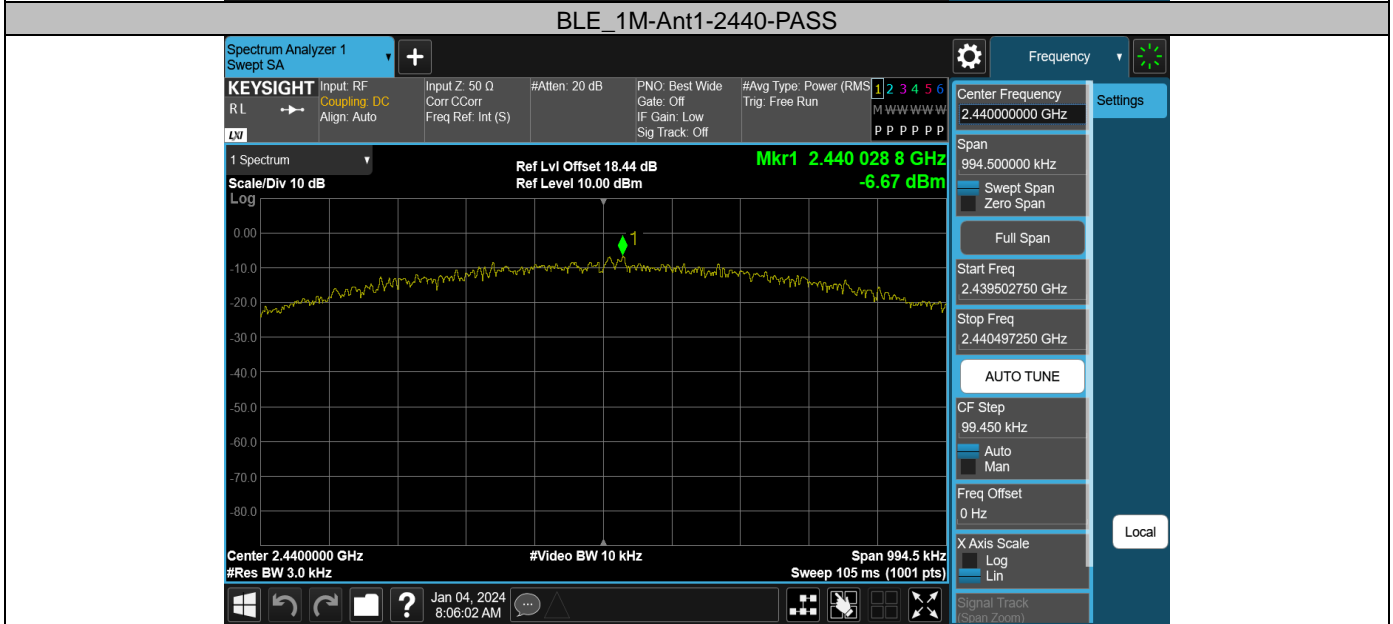 BLE_1M-Ant1-2440-PASS
Spectrum Analyzer 1
Swept SA
+
Frequency
KEYSIGHT
RL
LXI
Input: RF
Coupling: DC
Align: Auto
Input Z: 50 Ω
Corr CCorr
Freq Ref: Int (S)
#Atten: 20 dB
PNO: Best Wide
Gate: Off
IF Gain: Low
Sig Track: Off
#Avg Type: Power (RMS
Trig: Free Run
1 2 3 4 5 6
M W W W W W
P P P P P P
1 Spectrum
Scale/Div 10 dB
Log
Ref Lvl Offset 18.44 dB
Ref Level 10.00 dBm
Mkr1 2.440 028 8 GHz
-6.67 dBm
1
0.00
-10.0
-20.0
-30.0
-40.0
-50.0
-60.0
-70.0
-80.0
Center 2.4400000 GHz
#Res BW 3.0 kHz
#Video BW 10 kHz
Span 994.5 kHz
Sweep 105 ms (1001 pts)
Center Frequency
2.440000000 GHz
Settings
Span
994.500000 kHz
Swept Span
Zero Span
Full Span
Start Freq
2.439502750 GHz
Stop Freq
2.440497250 GHz
AUTO TUNE
CF Step
99.450 kHz
Auto
Man
Freq Offset
0 Hz
X Axis Scale
Log
Lin
Local
Signal Track
(Span Zoom)
?
Jan 04, 2024
8:06:02 AM